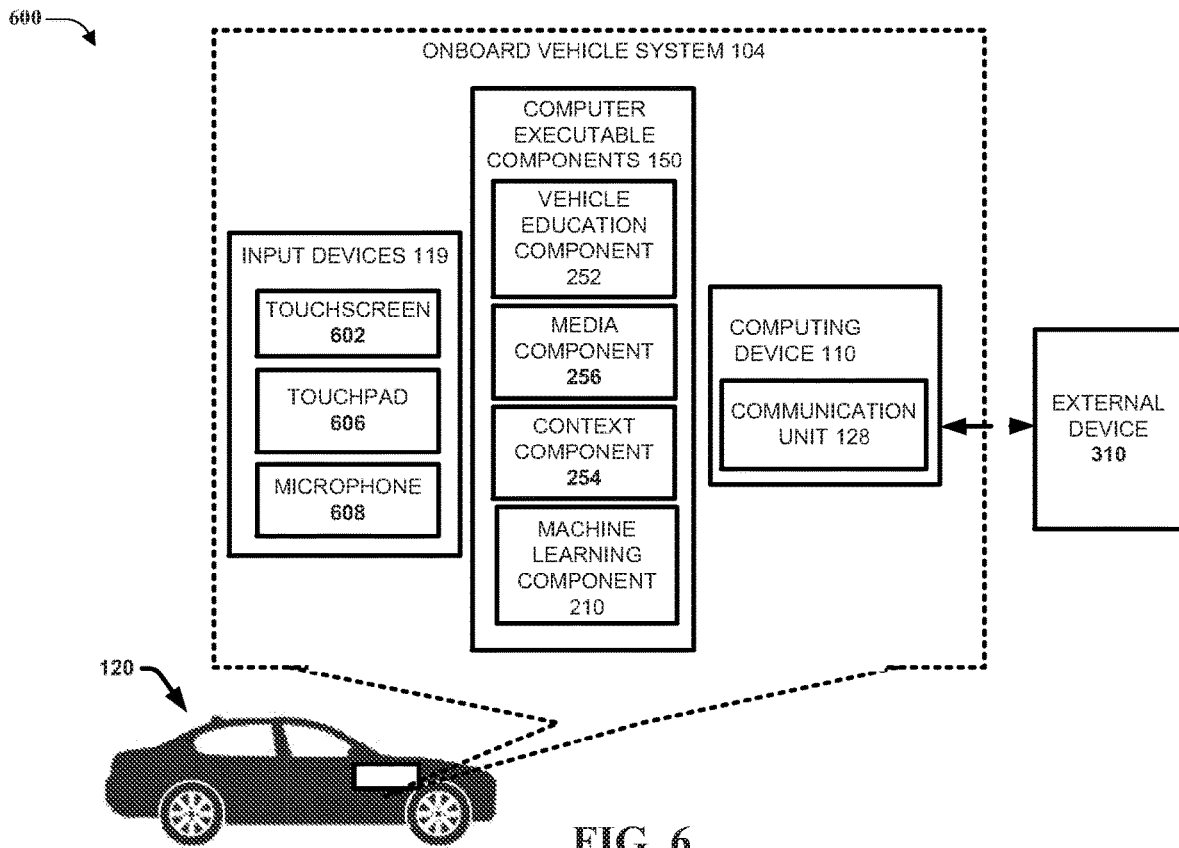 600
ONBOARD VEHICLE SYSTEM 104
COMPUTER
EXECUTABLE
COMPONENTS 150
VEHICLE
EDUCATION
COMPONENT
252
MEDIA
COMPONENT
256
CONTEXT
COMPONENT
254
MACHINE
LEARNING
COMPONENT
210
INPUT DEVICES 119
TOUCHSCREEN
602
TOUCHPAD
606
MICROPHONE
608
COMPUTING
DEVICE 110
COMMUNICATION
UNIT 128
EXTERNAL
DEVICE
310
120
FIG. 6